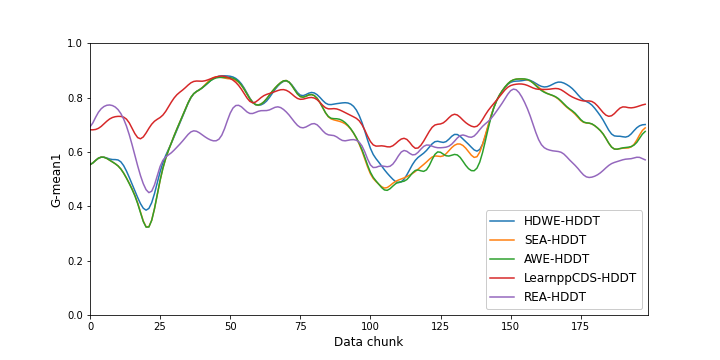 1.0
0.8
0.6
0.4
0.2
0.0
G-mean1
0
25
50
75
100
125
150
175
Data chunk
HDWE-HDDT
SEA-HDDT
AWE-HDDT
LearnppCDS-HDDT
REA-HDDT